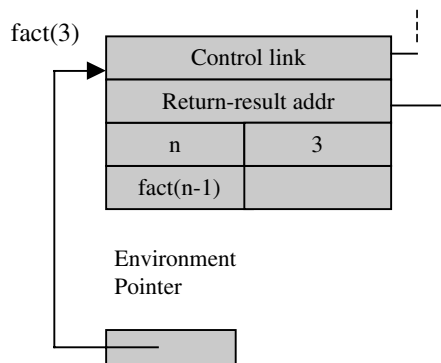 fact(3)
Control link
Return-result addr
n 3
fact(n-1)
Environment
Pointer